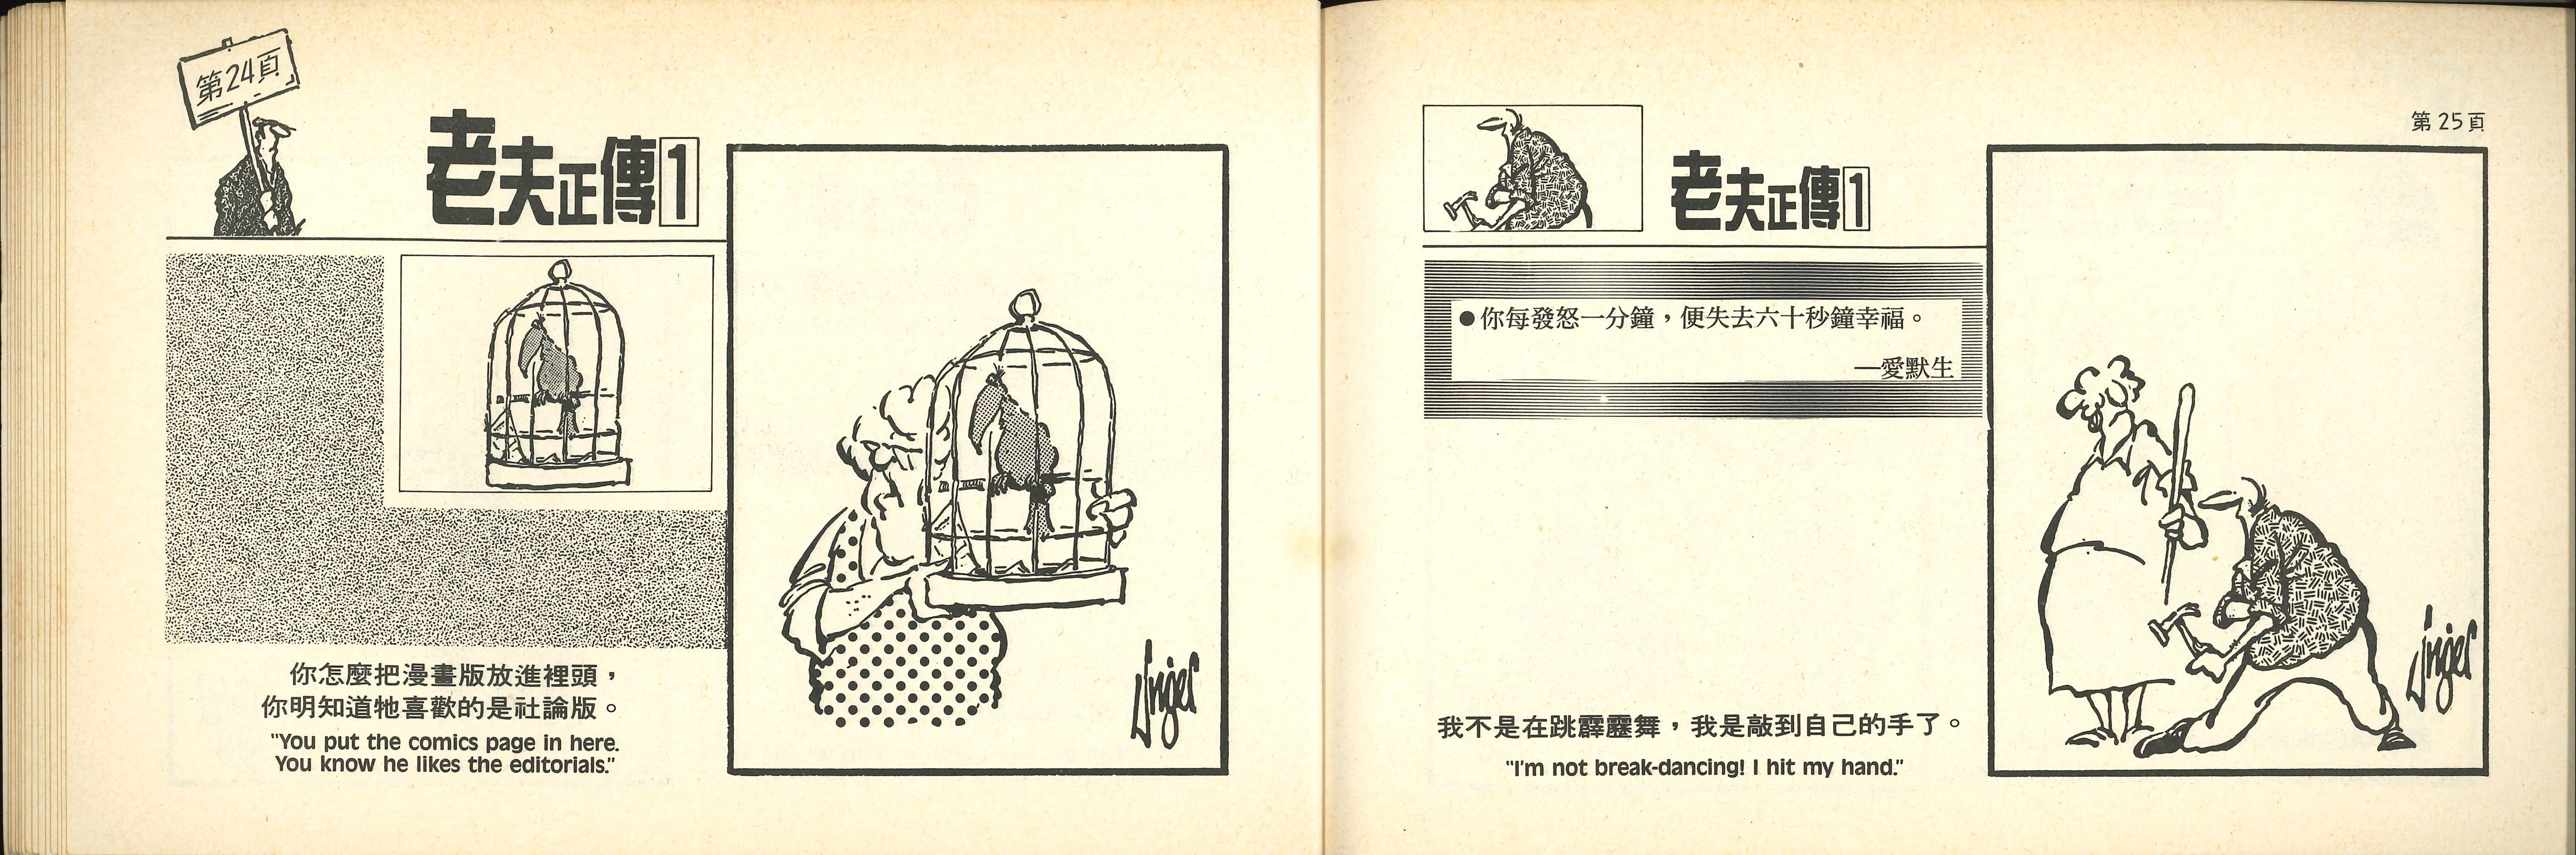 第24頁
老夫正傳1
你怎麼把漫畫版放進裡頭，
你明知道牠喜歡的是社論版。
"You put the comics page in here.
You know he likes the editorials."
Unger
第25頁
老夫正傳1
●你每發怒一分鐘，便失去六十秒鐘幸福。
—愛默生
我不是在跳霹靂舞，我是敲到自己的手了。
"I'm not break-dancing! I hit my hand."
Unger